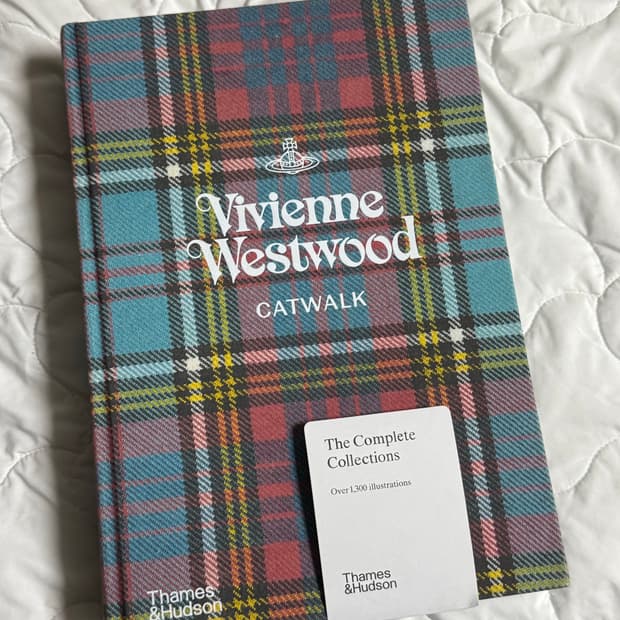 Vivienne
Westwood
CATWALK
The Complete
Collections
Over 1,300 illustrations
Thames
&Hudson
Thames
&Hudson